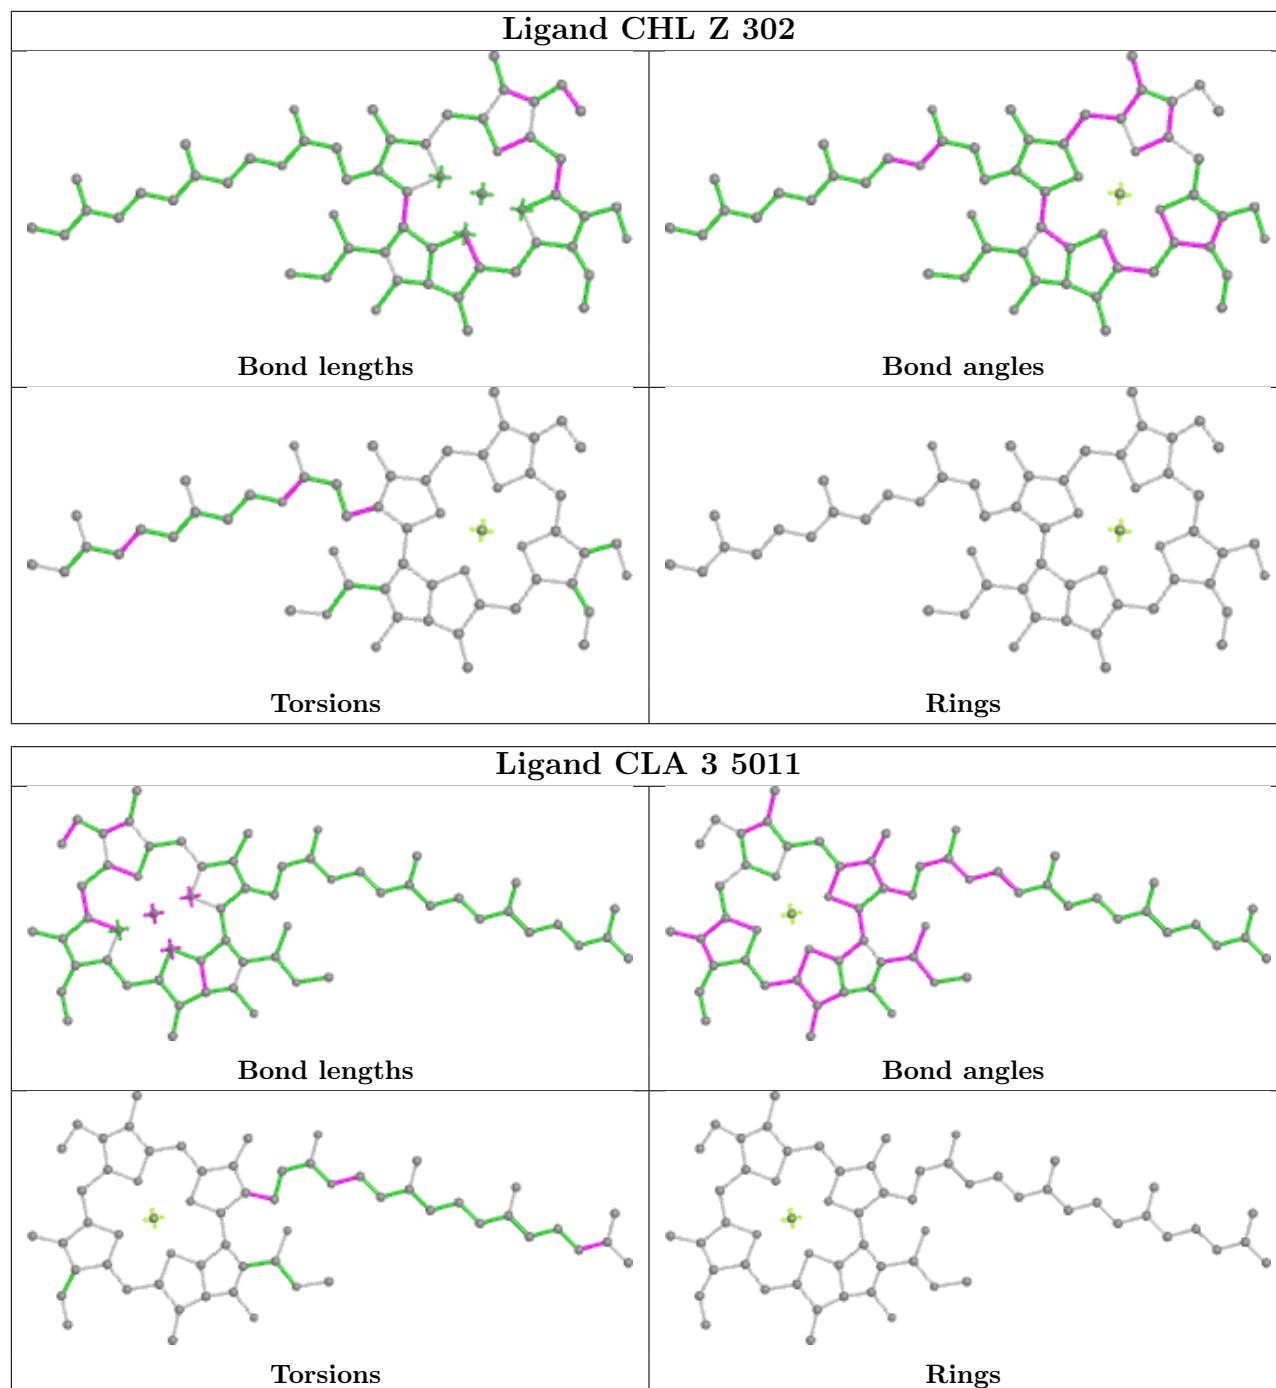 Ligand CHL Z 302
Bond lengths
Bond angles
Torsions
Rings
Ligand CLA 3 5011
Bond lengths
Bond angles
Torsions
Rings